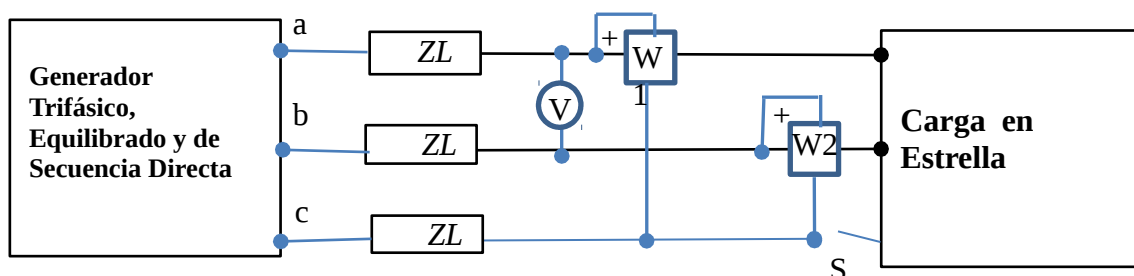 a
ZL
+
W
1
Generador
Trifásico,
Equilibrado y de
Secuencia Directa
V
b
ZL
+
W2
Carga en
Estrella
c
ZL
S